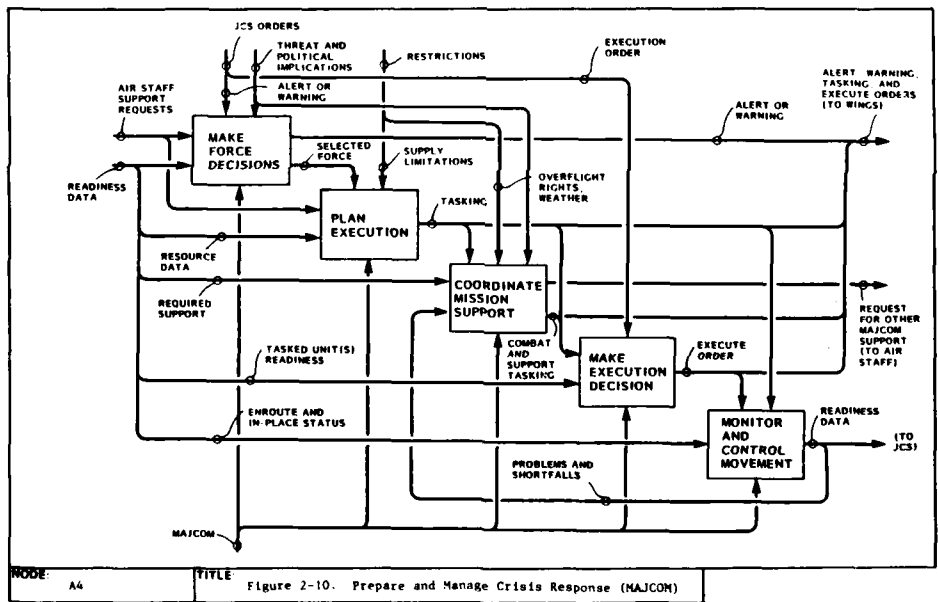 JCS ORDERS
THREAT AND
POLITICAL
IMPLICATIONS
RESTRICTIONS
EXECUTION
ORDER
ALERT WARNING,
TASKING, AND
EXECUTE ORDERS
(TO WINGS)
AIR STAFF
SUPPORT
REQUESTS
ALERT OR
WARNING
ALERT OR
WARNING
MAKE
FORCE
DECISIONS
SELECTED
FORCE
SUPPLY
LIMITATIONS
READINESS
DATA
OVERFLIGHT
RIGHTS,
WEATHER
PLAN
EXECUTION
TASKING
RESOURCE
DATA
REQUIRED
SUPPORT
COORDINATE
MISSION
SUPPORT
REQUEST
FOR OTHER
MAJCOM
SUPPORT
(TO AIR
STAFF)
COMBAT
AND
SUPPORT
TASKING
TASKED UNIT(S)
READINESS
MAKE
EXECUTION
DECISION
EXECUTE
ORDER
ENROUTE AND
IN-PLACE STATUS
MONITOR
AND
CONTROL
MOVEMENT
READINESS
DATA
(TO
JCS)
PROBLEMS AND
SHORTFALLS
MAJCOM
NODE:
A4
TITLE:
Figure 2-10. Prepare and Manage Crisis Response (MAJCOM)